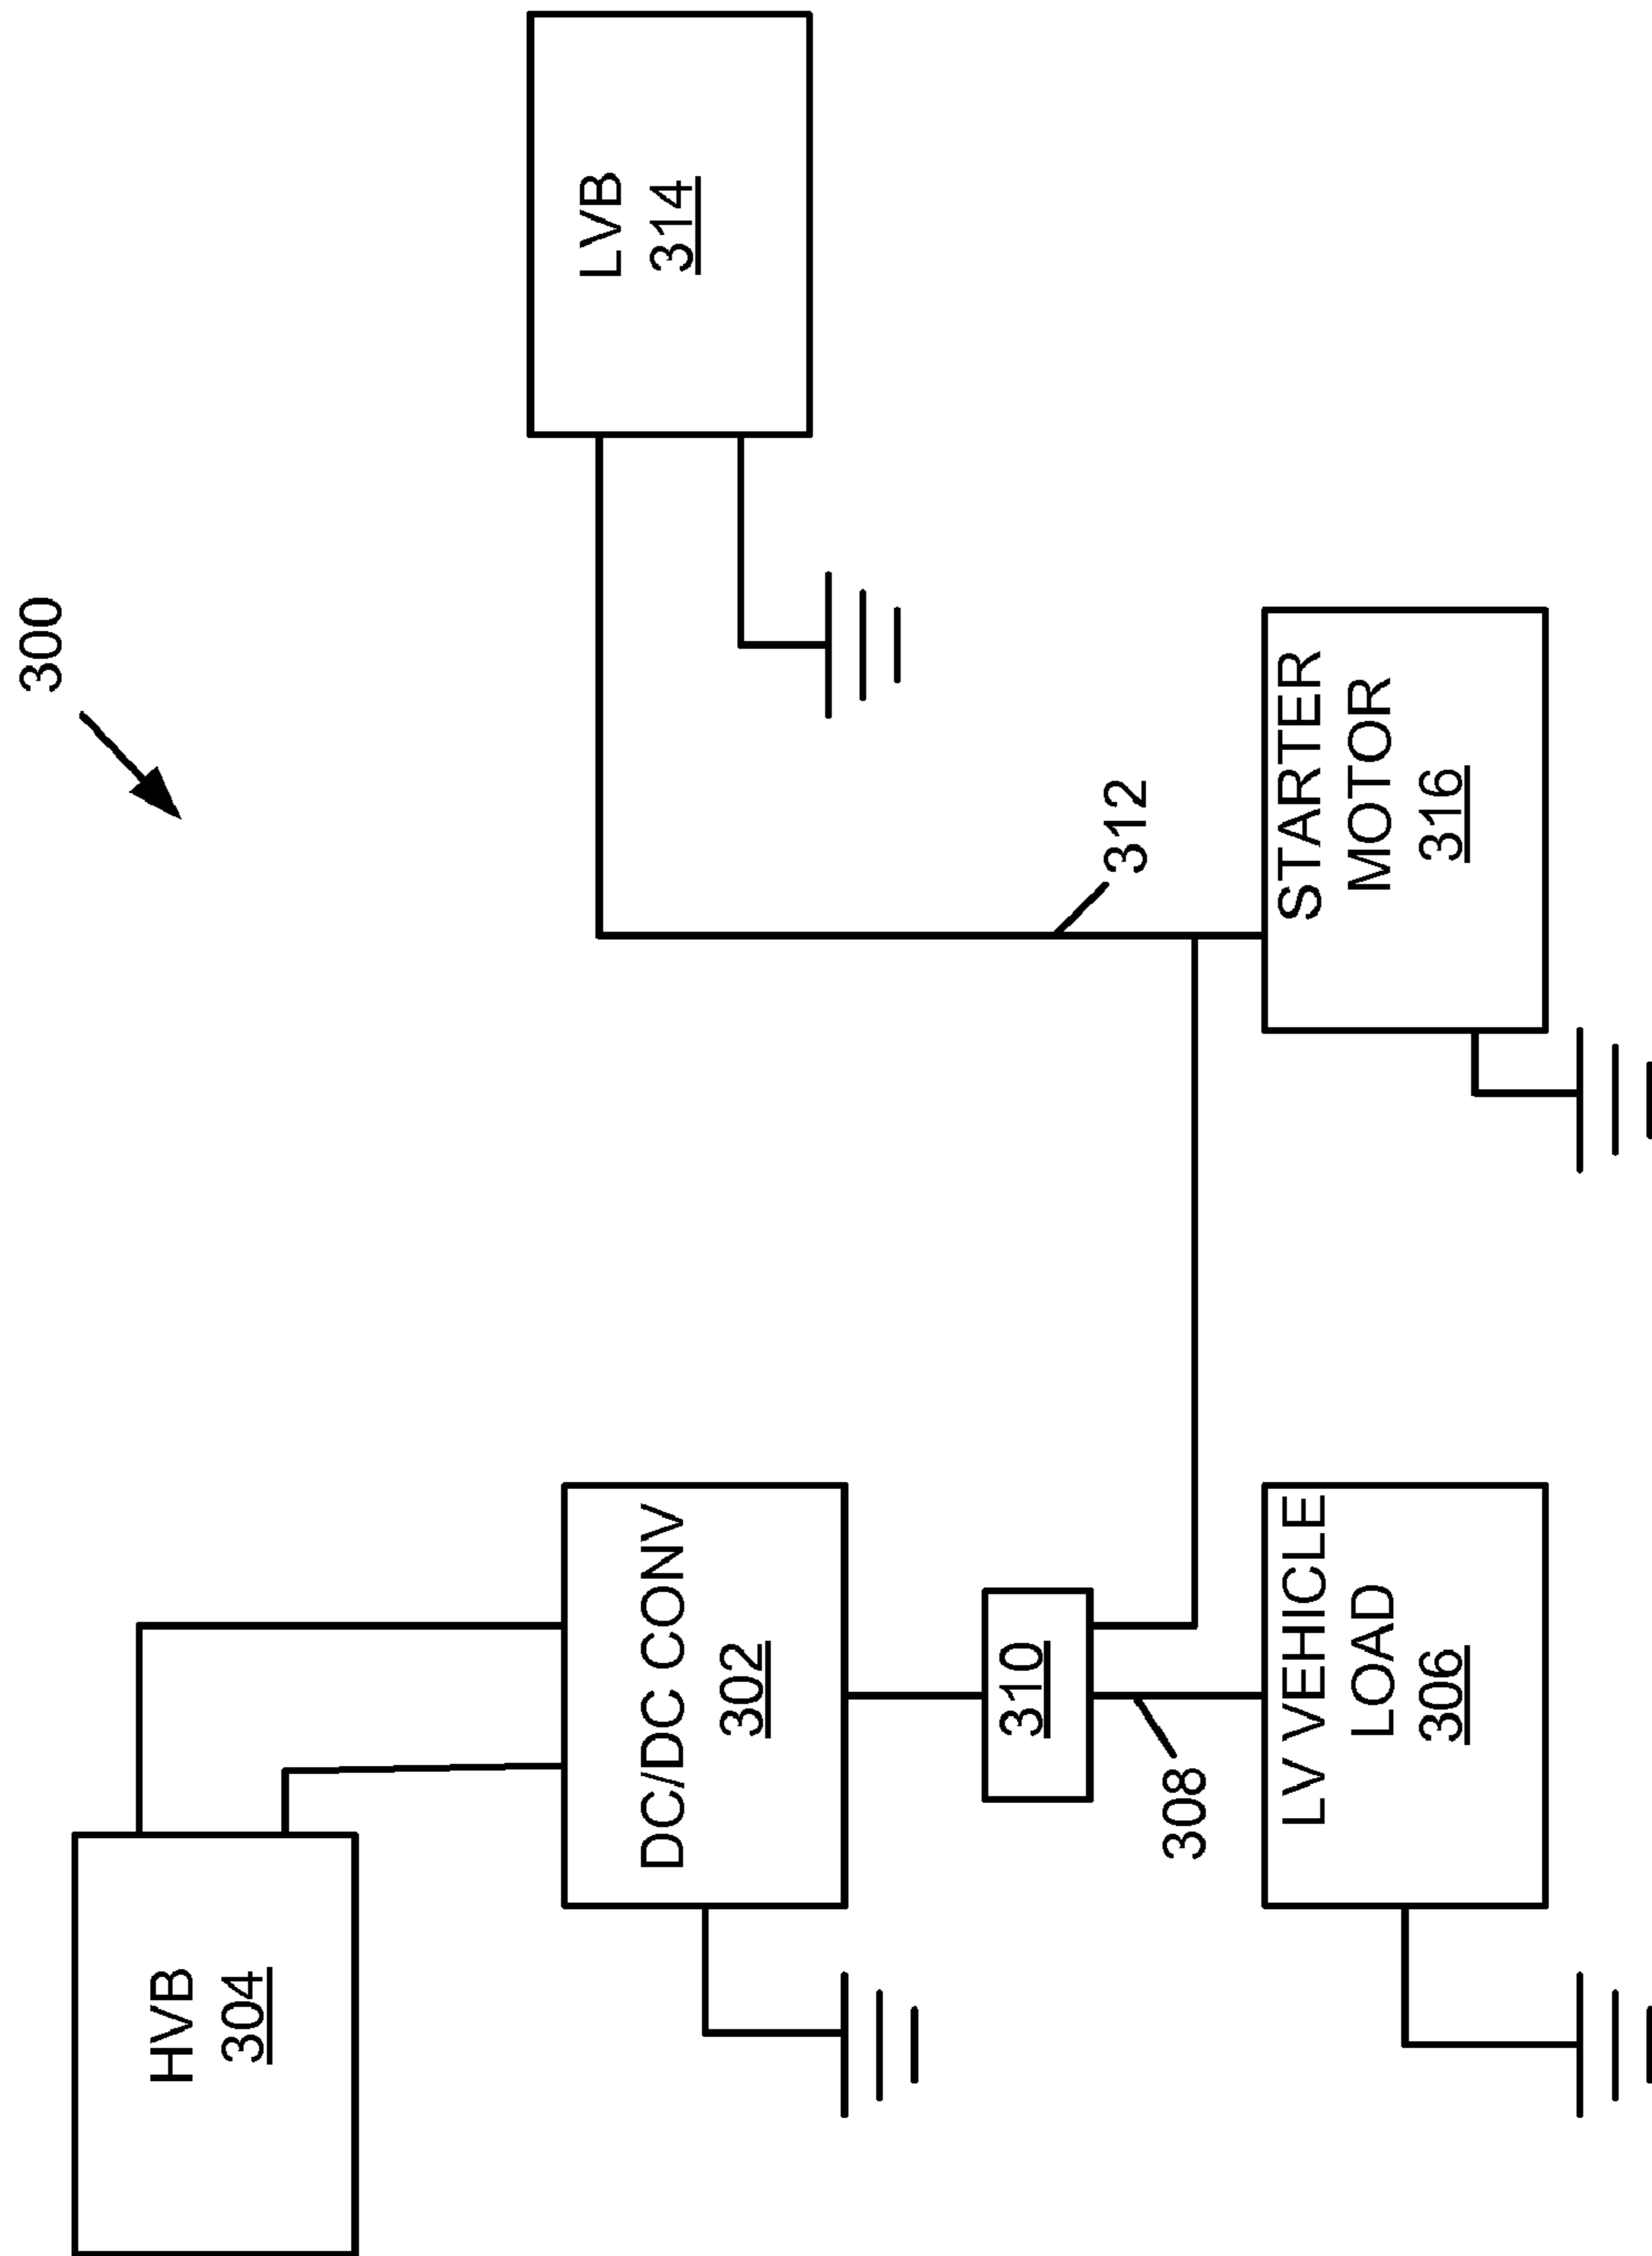 300
HVB
304
DC/DC CONV
302
310
308
LV VEHICLE
LOAD
306
LVB
314
312
STARTER
MOTOR
316